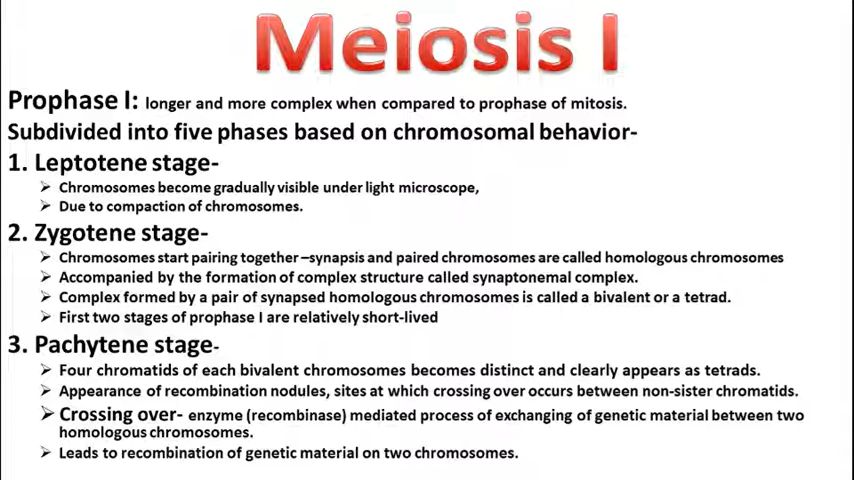 Meiosis I
Prophase I: longer and more complex when compared to prophase of mitosis.
Subdivided into five phases based on chromosomal behavior-
1. Leptotene stage-
➢ Chromosomes become gradually visible under light microscope,
➢ Due to compaction of chromosomes.
2. Zygotene stage-
➢ Chromosomes start pairing together –synapsis and paired chromosomes are called homologous chromosomes
➢ Accompanied by the formation of complex structure called synaptonemal complex.
➢ Complex formed by a pair of synapsed homologous chromosomes is called a bivalent or a tetrad.
➢ First two stages of prophase I are relatively short-lived
3. Pachytene stage-
➢ Four chromatids of each bivalent chromosomes becomes distinct and clearly appears as tetrads.
➢ Appearance of recombination nodules, sites at which crossing over occurs between non-sister chromatids.
➢ Crossing over- enzyme (recombinase) mediated process of exchanging of genetic material between two
homologous chromosomes.
➢ Leads to recombination of genetic material on two chromosomes.